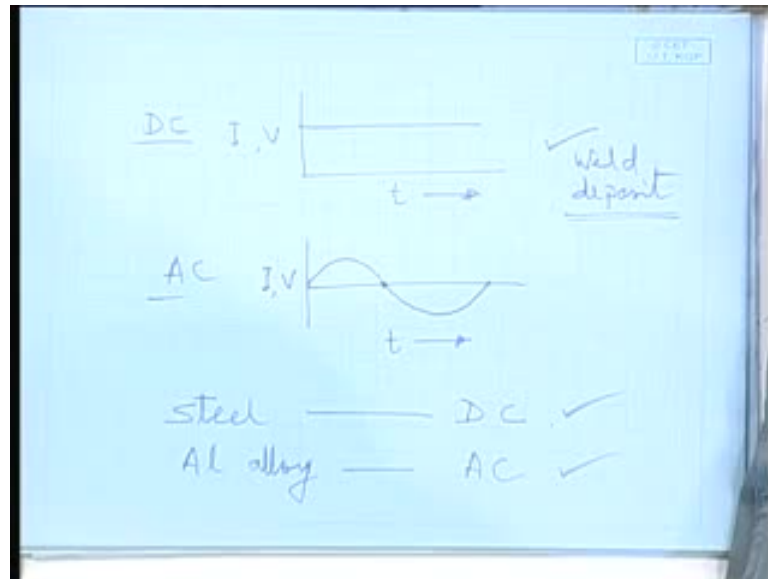 DC I, V
t
Weld
deposit
AC I, V
t
Steel DC
Al alloy AC